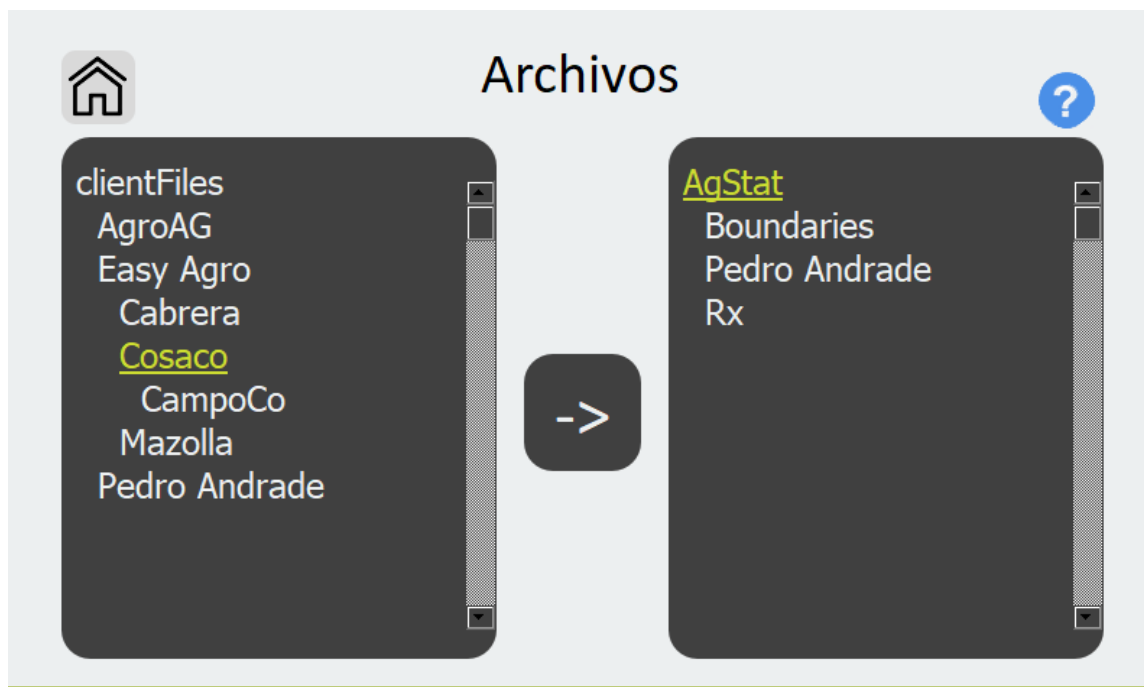 Archivos
?
clientFiles
AgroAG
Easy Agro
Cabrera
Cosaco
CampoCo
Mazolla
Pedro Andrade
->
AgStat
Boundaries
Pedro Andrade
Rx